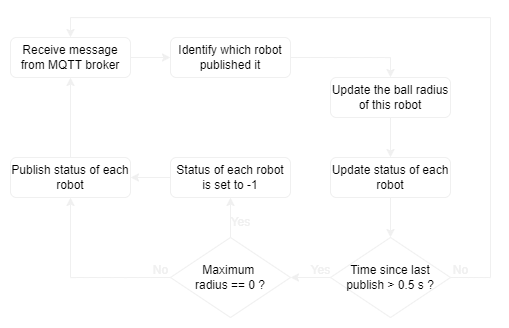 Receive message
from MQTT broker
Identify which robot
published it
Update the ball radius
of this robot
Publish status of each
robot
Status of each robot
is set to -1
Update status of each
robot
Yes
No
Maximum
radius == 0 ?
Yes
Time since last
publish > 0.5 s ?
No